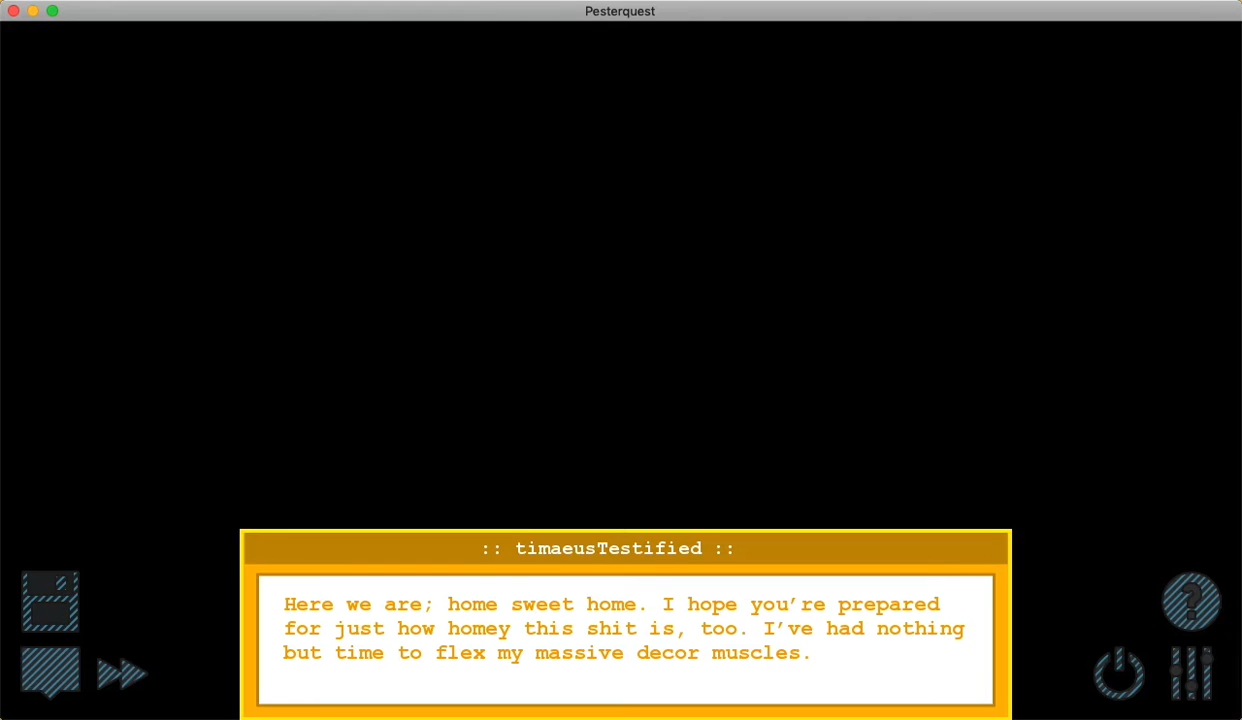 Pesterquest
:: timaeusTestified ::
Here we are; home sweet home. I hope you’re prepared
for just how homey this shit is, too. I’ve had nothing
but time to flex my massive decor muscles.
?